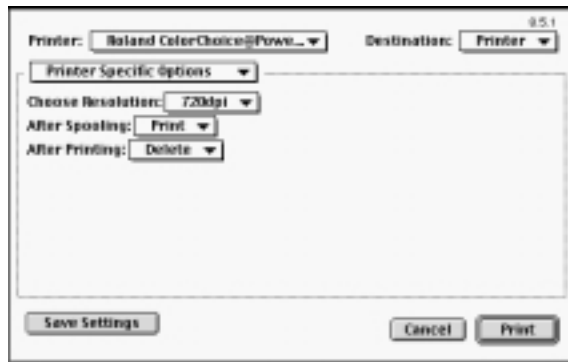 8.5.1
Printer: Roland ColorChoice@Powe... Destination: Printer
Printer Specific Options
Choose Resolution: 720dpi
After Spooling: Print
After Printing: Delete
Save Settings Cancel Print